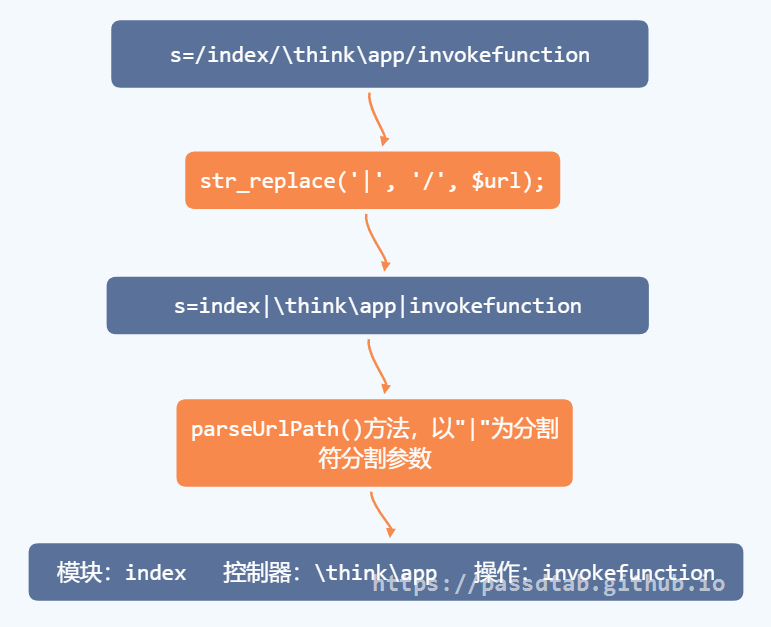 s=/index/\think\app/invokefunction
str_replace('|', '/', $url);
s=index|\think\app|invokefunction
parseUrlPath()方法，以"|"为分割
符分割参数
模块：index 控制器：\think\app 操作：invokefunction
https://passdtab.github.io